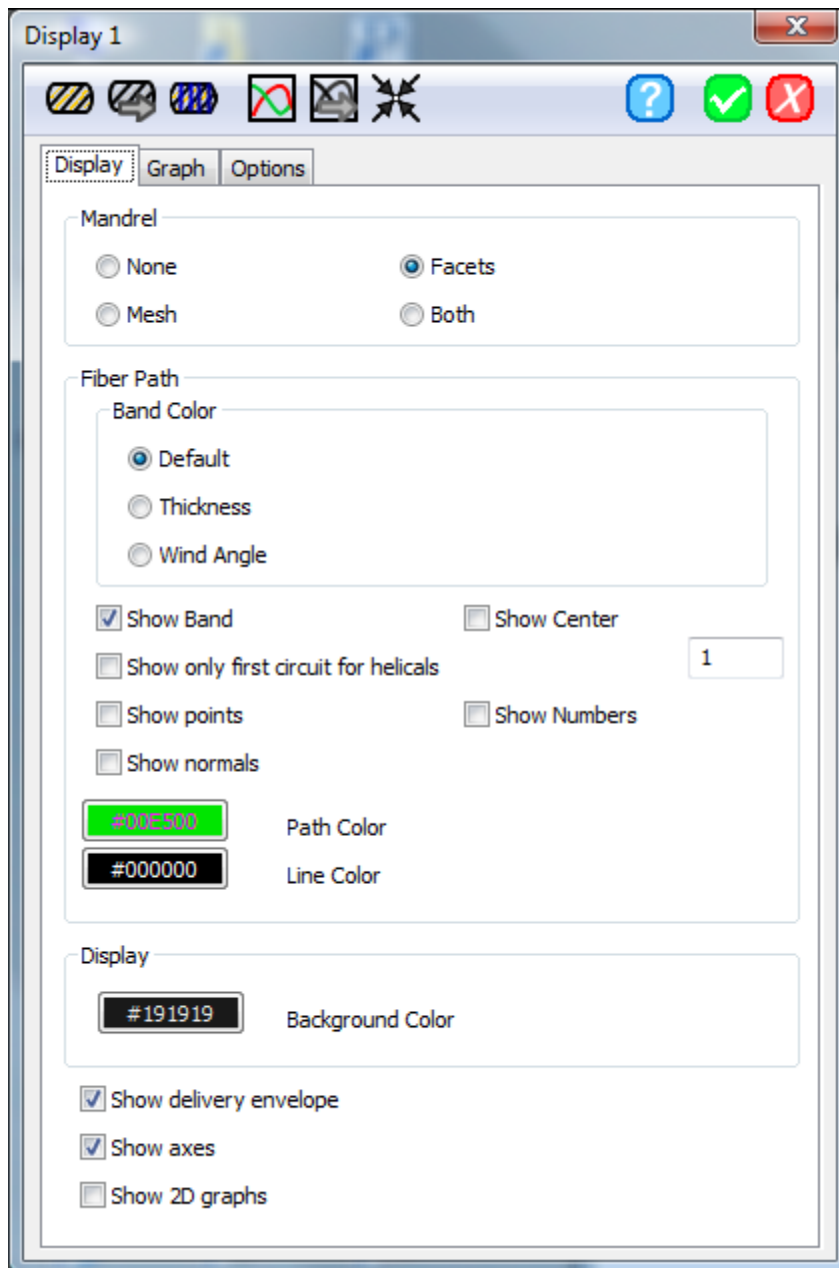 Display 1
Display Graph Options
Mandrel
None Facets
Mesh Both
Fiber Path
Band Color
Default
Thickness
Wind Angle
Show Band Show Center
Show only first circuit for helicals 1
Show points Show Numbers
Show normals
#00E500 Path Color
#000000 Line Color
Display
#191919 Background Color
Show delivery envelope
Show axes
Show 2D graphs